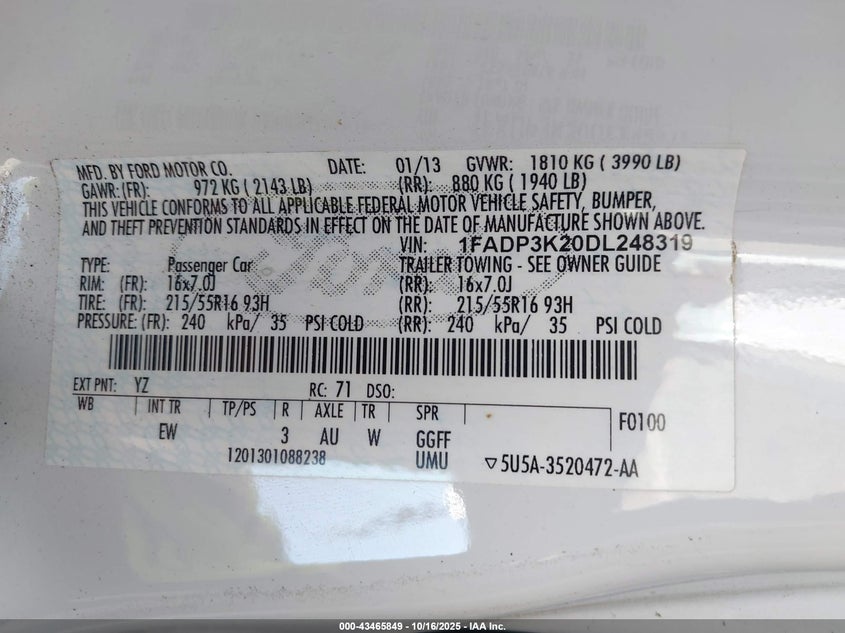 MFD. BY FORD MOTOR CO. DATE: 01/13 GVWR: 1810 KG ( 3990 LB)
GAWR: (FR): 972 KG ( 2143 LB) (RR): 880 KG ( 1940 LB)
THIS VEHICLE CONFORMS TO ALL APPLICABLE FEDERAL MOTOR VEHICLE SAFETY, BUMPER,
AND THEFT PREVENTION STANDARDS IN EFFECT ON THE DATE OF MANUFACTURE SHOWN ABOVE.
VIN: 1FADP3K20DL248319
TYPE: Passenger Car TRAILER TOWING - SEE OWNER GUIDE
RIM: (FR): 16x7.0J (RR): 16x7.0J
TIRE: (FR): 215/55R16 93H (RR): 215/55R16 93H
PRESSURE: (FR): 240 kPa/ 35 PSI COLD (RR): 240 kPa/ 35 PSI COLD
EXT PNT: YZ RC: 71 DSO:
WB INT TR TP/PS R AXLE TR SPR F0100
EW 3 AU W GGFF
1201301088238 UMU ▽5U5A-3520472-AA
000-43465849 - 10/16/2025 - IAA Inc.